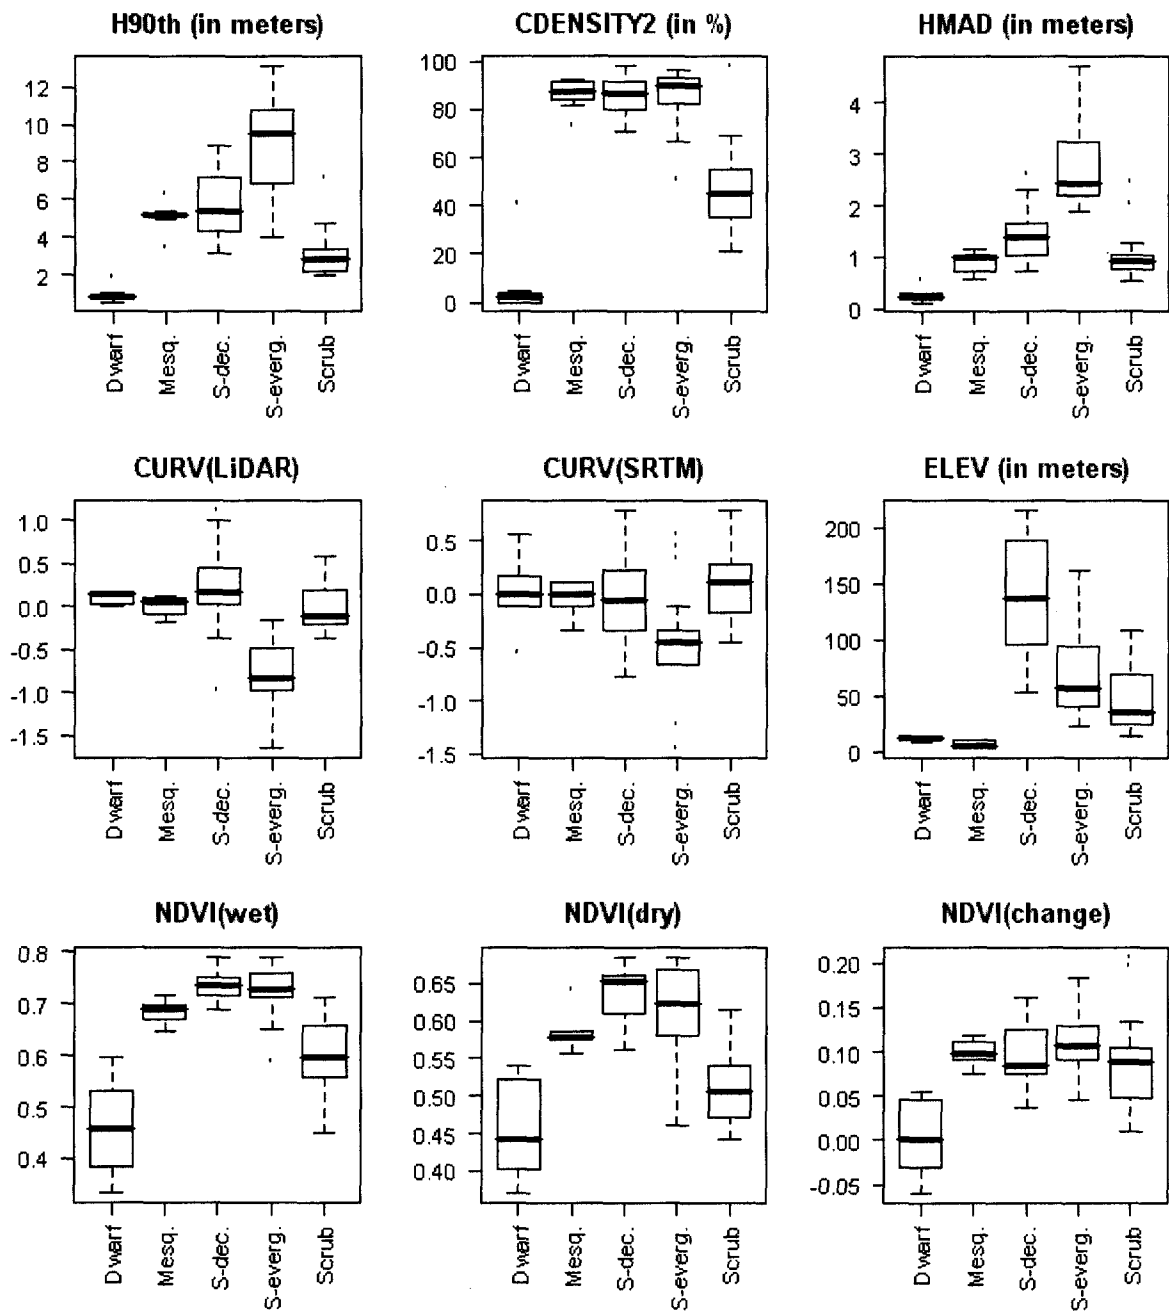 H90th (in meters)
12
10
8
6
4
2
Dwarf
Mesq.
S-dec.
S-everg.
Scrub
CDENSITY2 (in %)
100
80
60
40
20
0
Dwarf
Mesq.
S-dec.
S-everg.
Scrub
HMAD (in meters)
4
3
2
1
0
Dwarf
Mesq.
S-dec.
S-everg.
Scrub
CURV(LiDAR)
1.0
0.5
0.0
-0.5
-1.0
-1.5
Dwarf
Mesq.
S-dec.
S-everg.
Scrub
CURV(SRTM)
0.5
0.0
-0.5
-1.0
-1.5
Dwarf
Mesq.
S-dec.
S-everg.
Scrub
ELEV (in meters)
200
150
100
50
0
Dwarf
Mesq.
S-dec.
S-everg.
Scrub
NDVI(wet)
0.8
0.7
0.6
0.5
0.4
Dwarf
Mesq.
S-dec.
S-everg.
Scrub
NDVI(dry)
0.65
0.60
0.55
0.50
0.45
0.40
Dwarf
Mesq.
S-dec.
S-everg.
Scrub
NDVI(change)
0.20
0.15
0.10
0.05
0.00
-0.05
Dwarf
Mesq.
S-dec.
S-everg.
Scrub